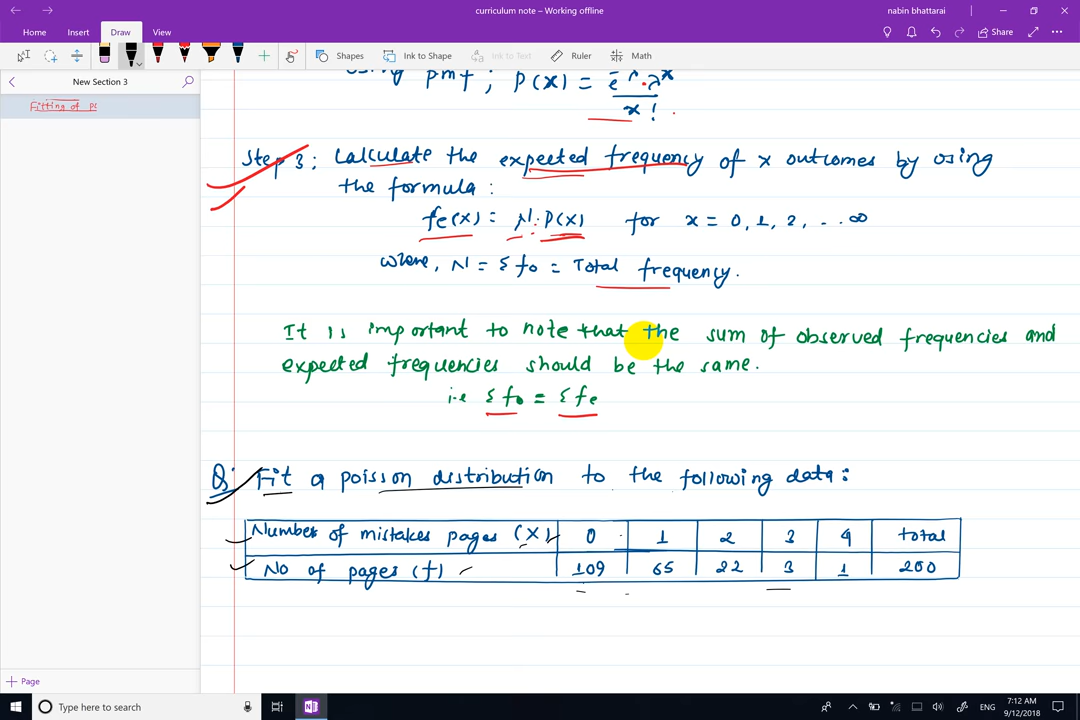 curriculum note – Working offline
nabin bhattarai
Home Insert Draw View
Share
Shapes Ink to Shape Ink to Text Ruler Math
New Section 3
Fitting of po
using pmf ; P(x) = e^-λ.λ^x
x! .
Step 3: Calculate the expected frequency of x outcomes by using
the formula:
fe(x) = N.P(x) for x = 0, 1, 2, . . ∞
where, N = Σfo = Total frequency.
It is important to note that the sum of observed frequencies and
expected frequencies should be the same.
i.e Σfo = Σfe
Q: Fit a poisson distribution to the following data:
Number of mistakes pages (X) 0 1 2 3 4 total
No of pages (f) 109 65 22 3 1 200
+ Page
Type here to search
ENG
7:12 AM
9/12/2018